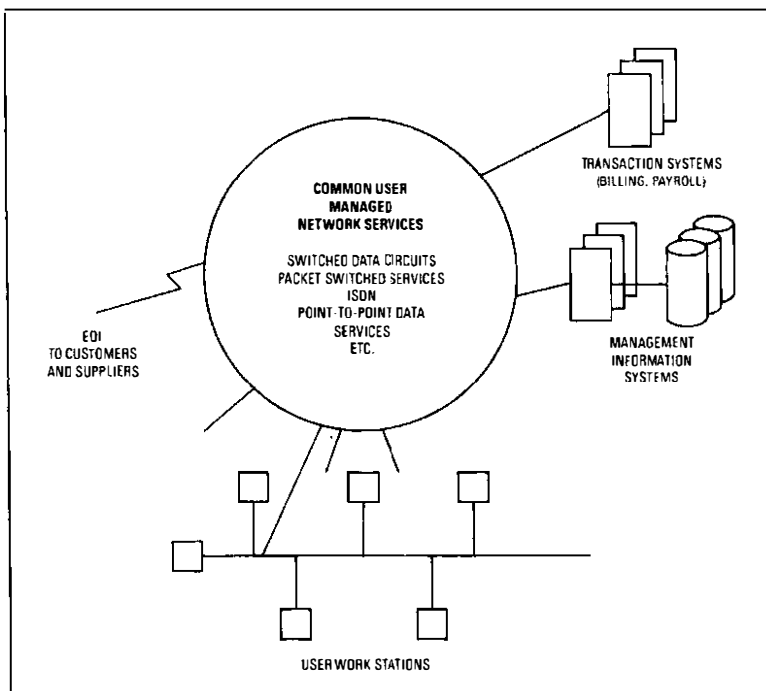 COMMON USER
MANAGED
NETWORK SERVICES
SWITCHED DATA CIRCUITS
PACKET SWITCHED SERVICES
ISDN
POINT-TO-POINT DATA
SERVICES
ETC.
TRANSACTION SYSTEMS
(BILLING, PAYROLL)
MANAGEMENT
INFORMATION
SYSTEMS
EDI
TO CUSTOMERS
AND SUPPLIERS
USER WORK STATIONS